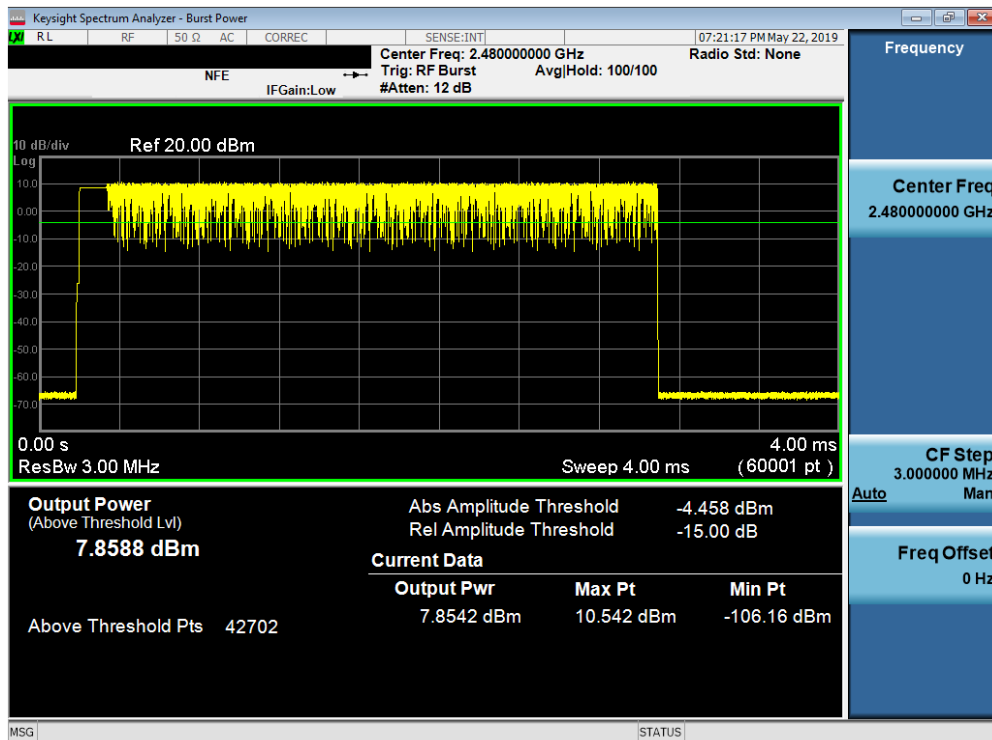 Keysight Spectrum Analyzer - Burst Power
LXI RL RF 50 Ω AC CORREC SENSE:INT 07:21:17 PM May 22, 2019
Center Freq: 2.480000000 GHz Radio Std: None
NFE Trig: RF Burst Avg|Hold: 100/100
IFGain:Low #Atten: 12 dB
10 dB/div Ref 20.00 dBm
Log
10.0
0.00
-10.0
-20.0
-30.0
-40.0
-50.0
-60.0
-70.0
0.00 s 4.00 ms
ResBw 3.00 MHz Sweep 4.00 ms (60001 pt)
Output Power
(Above Threshold Lvl)
7.8588 dBm
Above Threshold Pts 42702
Abs Amplitude Threshold -4.458 dBm
Rel Amplitude Threshold -15.00 dB
Current Data
Output Pwr Max Pt Min Pt
7.8542 dBm 10.542 dBm -106.16 dBm
Frequency
Center Freq
2.480000000 GHz
CF Step
3.000000 MHz
Auto Man
Freq Offset
0 Hz
MSG STATUS